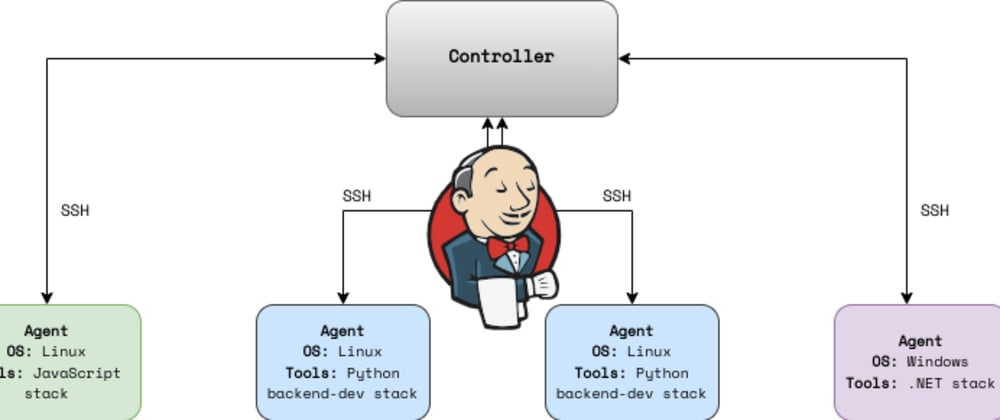 Controller
SSH
SSH
SSH
SSH
Agent
OS: Linux
ls: JavaScript
stack
Agent
OS: Linux
Tools: Python
backend-dev stack
Agent
OS: Linux
Tools: Python
backend-dev stack
Agent
OS: Windows
Tools: .NET stack